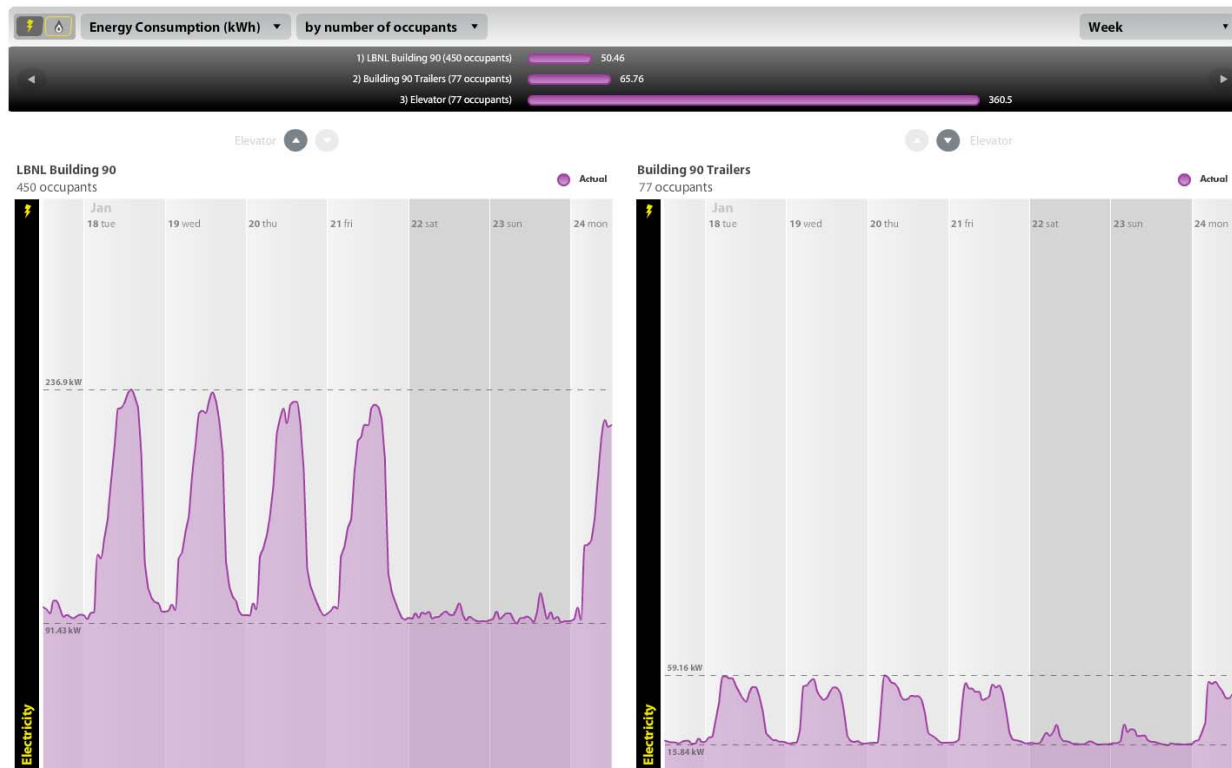 Energy Consumption (kWh) by number of occupants Week
1) LBNL Building 90 (450 occupants) 50.46
2) Building 90 Trailers (77 occupants) 65.76
3) Elevator (77 occupants) 360.5
Elevator
Elevator
LBNL Building 90
450 occupants
Actual
Jan
18 tue 19 wed 20 thu 21 fri 22 sat 23 sun 24 mon
236.9 kW
91.43 kW
Electricity
Building 90 Trailers
77 occupants
Actual
Jan
18 tue 19 wed 20 thu 21 fri 22 sat 23 sun 24 mon
59.16 kW
15.84 kW
Electricity